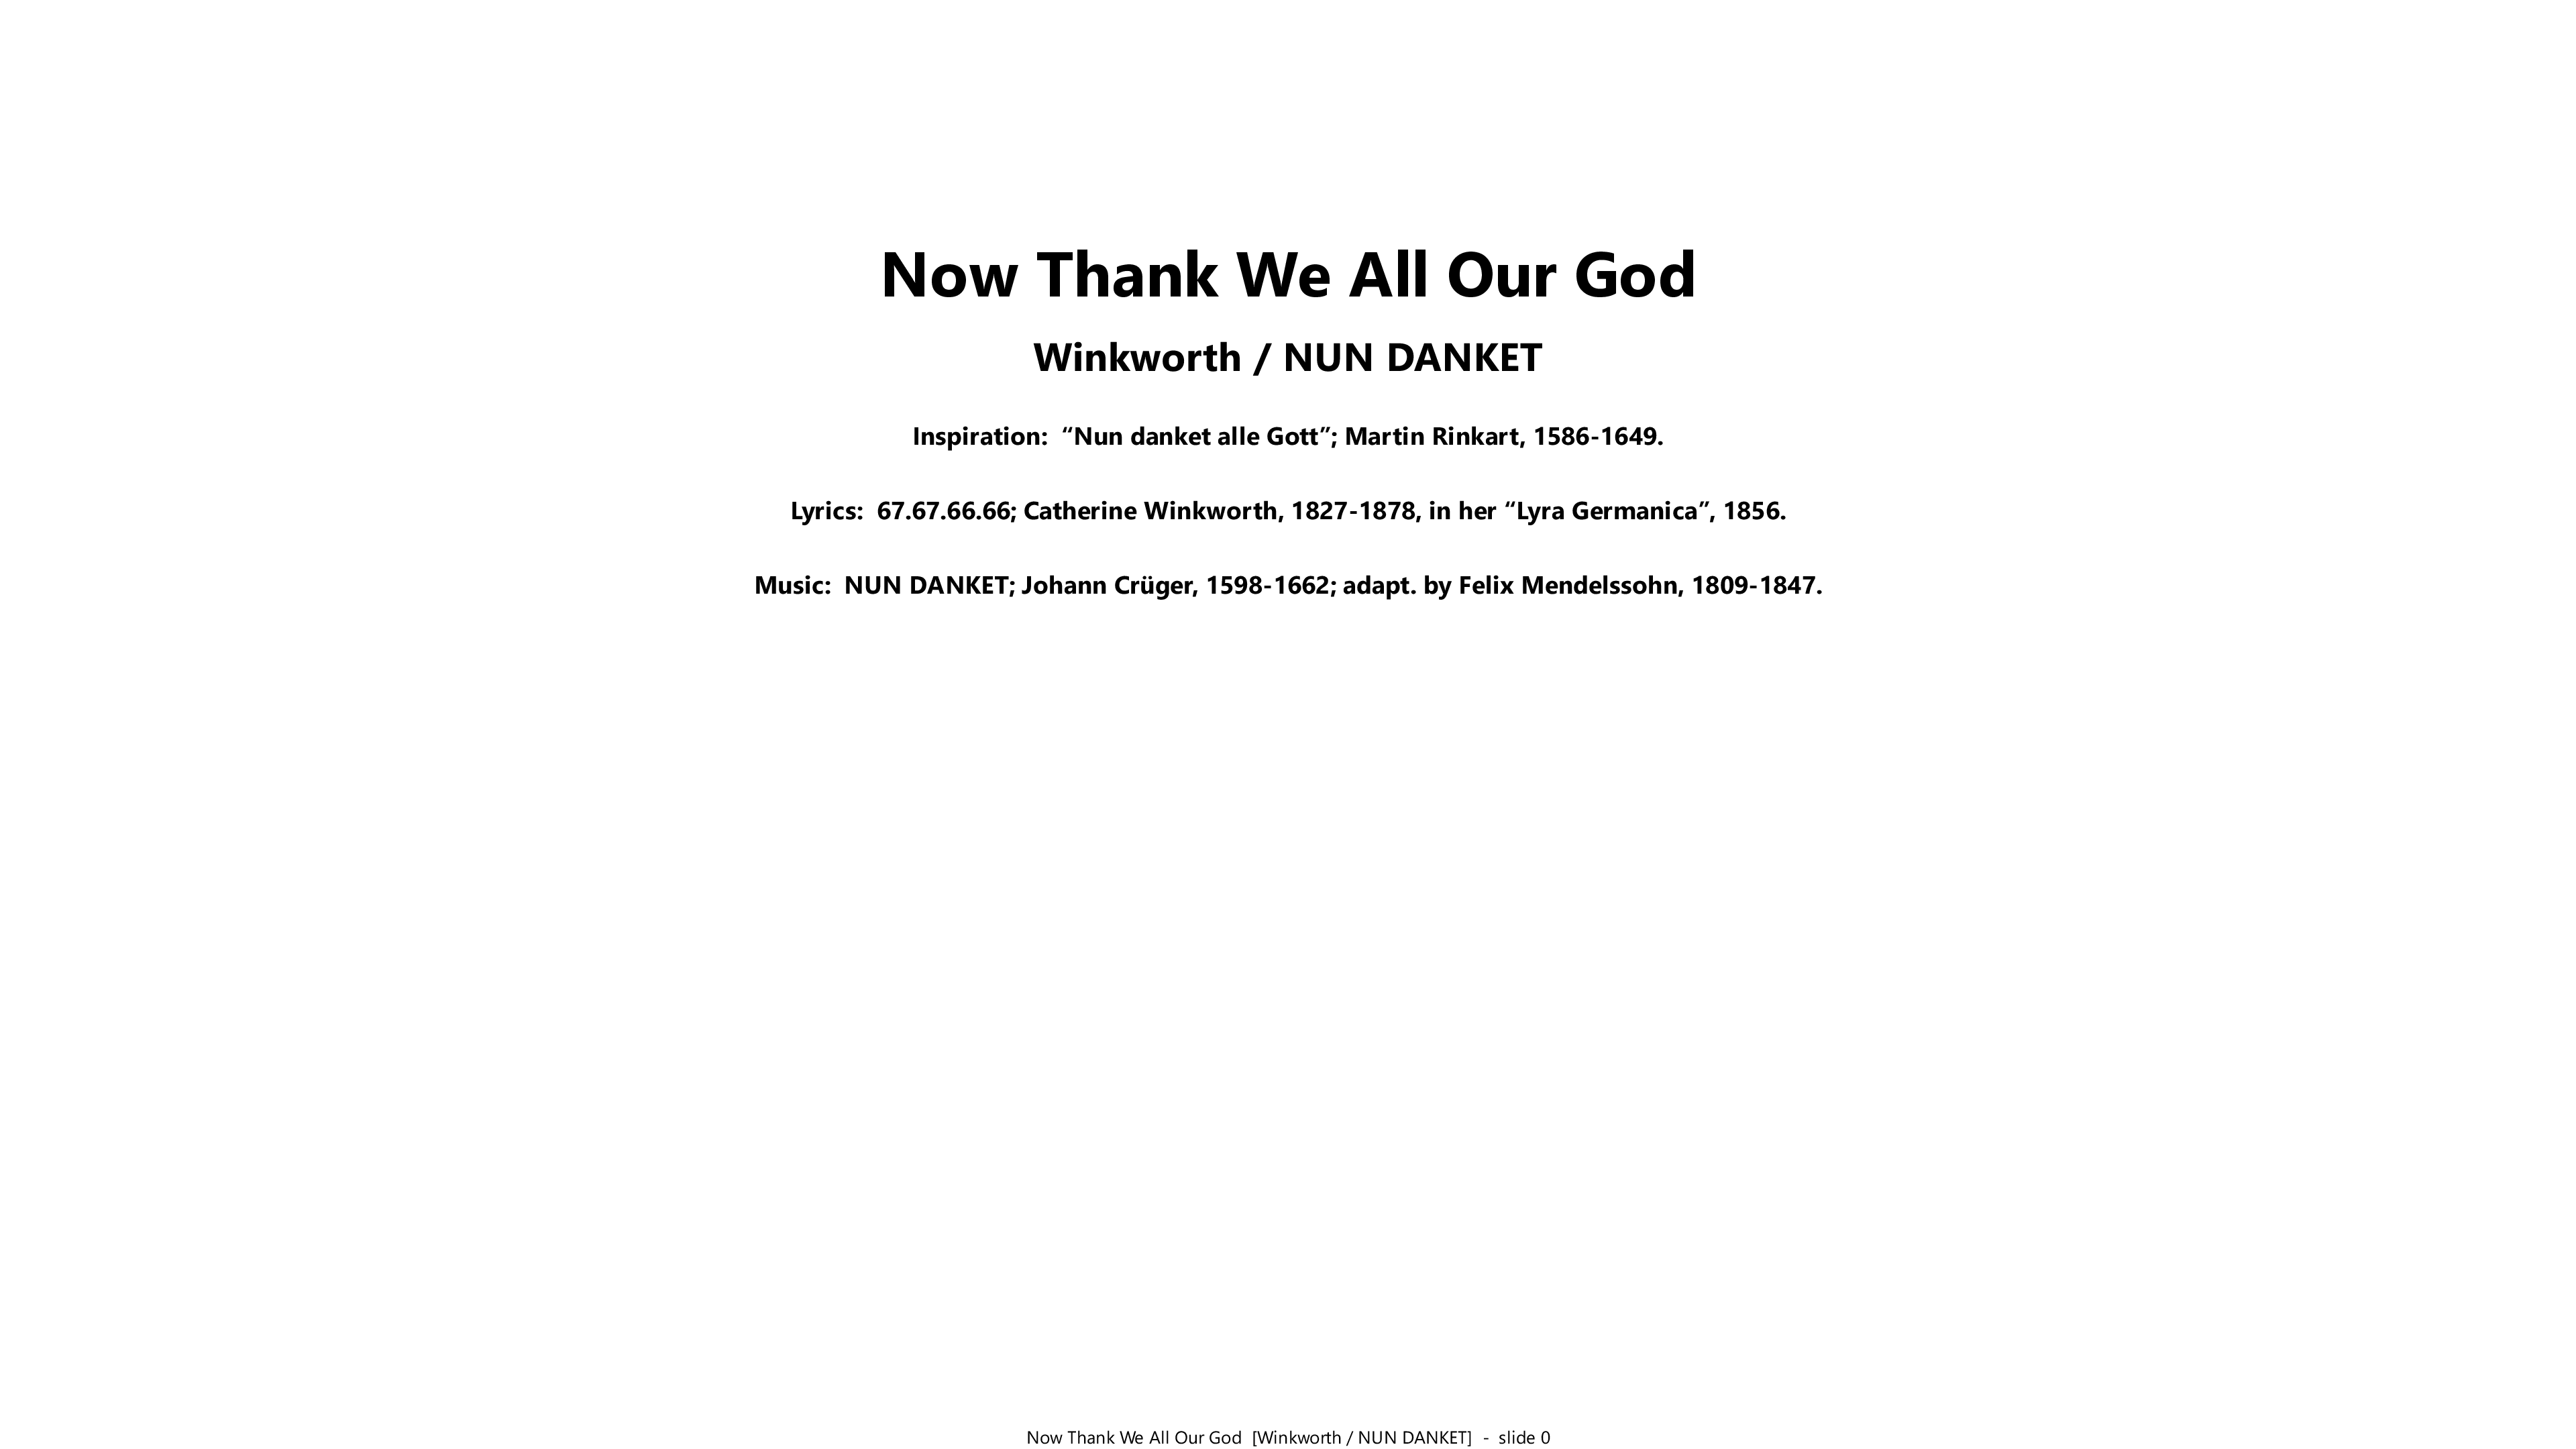 Now Thank We All Our God
Winkworth / NUN DANKET
Inspiration:  “Nun danket alle Gott”; Martin Rinkart, 1586-1649.
Lyrics:  67.67.66.66; Catherine Winkworth, 1827-1878, in her “Lyra Germanica”, 1856.
Music:  NUN DANKET; Johann Crüger, 1598-1662; adapt. by Felix Mendelssohn, 1809-1847.
Now Thank We All Our God  [Winkworth / NUN DANKET]  -  slide 0